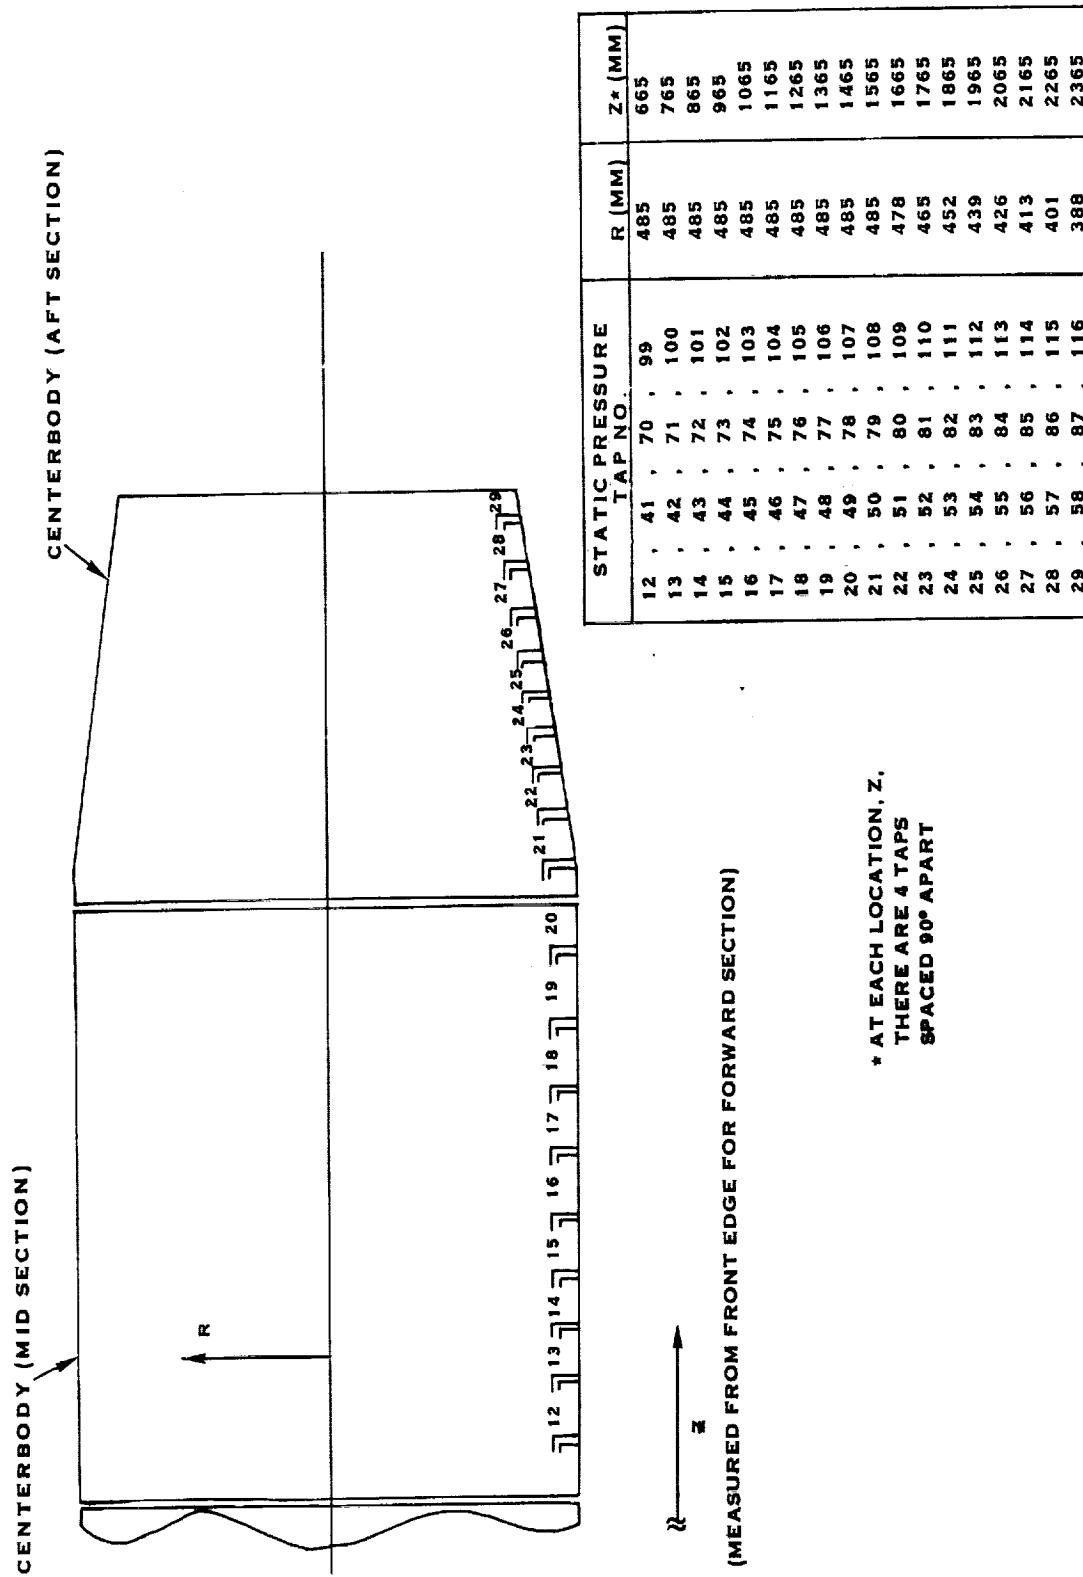 CENTERBODY (MID SECTION)
CENTERBODY (AFT SECTION)
R
12 13 14 15 16 17 18 19 20 21 22 23 24 25 26 27 28 29
Z
(MEASURED FROM FRONT EDGE FOR FORWARD SECTION)
* AT EACH LOCATION, Z,
THERE ARE 4 TAPS
SPACED 90° APART
STATIC PRESSURE
TAP NO. R (MM) Z* (MM)
12 , 41 , 70 , 99 485 665
13 , 42 , 71 , 100 485 765
14 , 43 , 72 , 101 485 865
15 , 44 , 73 , 102 485 965
16 , 45 , 74 , 103 485 1065
17 , 46 , 75 , 104 485 1165
18 , 47 , 76 , 105 485 1265
19 , 48 , 77 , 106 485 1365
20 , 49 , 78 , 107 485 1465
21 , 50 , 79 , 108 485 1565
22 , 51 , 80 , 109 478 1665
23 , 52 , 81 , 110 465 1765
24 , 53 , 82 , 111 452 1865
25 , 54 , 83 , 112 439 1965
26 , 55 , 84 , 113 426 2065
27 , 56 , 85 , 114 413 2165
28 , 57 , 86 , 115 401 2265
29 , 58 , 87 , 116 388 2365